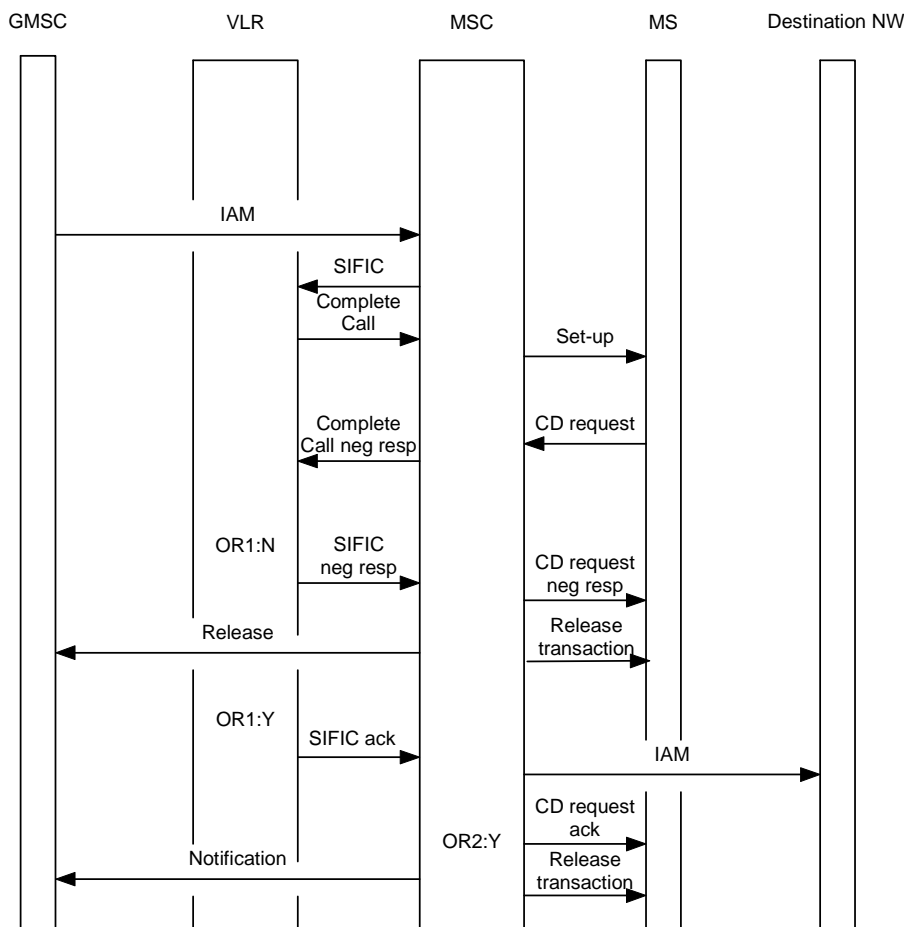 GMSC
VLR
MSC
MS
Destination NW
IAM
SIFIC
Complete
Call
Set-up
Complete
Call neg resp
CD request
OR1:N
SIFIC
neg resp
CD request
neg resp
Release
Release
transaction
OR1:Y
SIFIC ack
IAM
CD request
ack
OR2:Y
Notification
Release
transaction